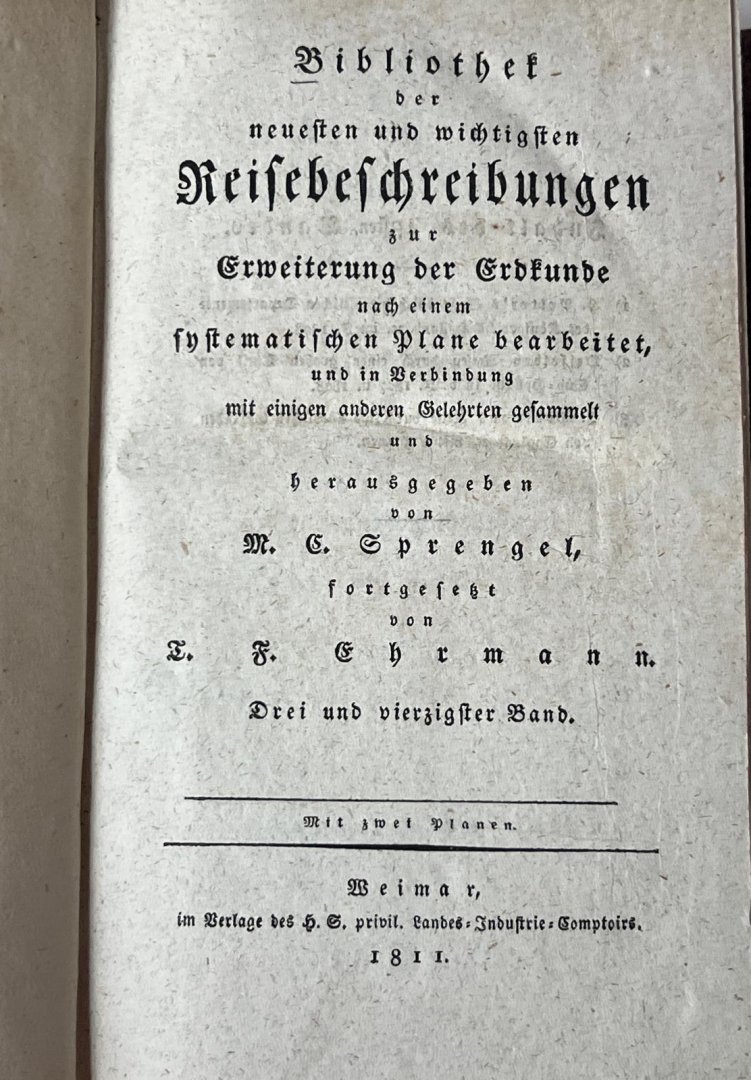 Bibliothek
der
neueſten und wichtigſten
Reiſebeſchreibungen
zur
Erweiterung der Erdkunde
nach einem
ſyſtematiſchen Plane bearbeitet,
und in Verbindung
mit einigen anderen Gelehrten geſammelt
und
herausgegeben
von
M. C. Sprengel,
fortgeſetzt
von
T. F. Ehrmann.
Drei und vierzigſter Band.
Mit zwei Planen.
Weimar,
im Verlage des H. S. privil. Landes-Induſtrie-Comptoirs.
1811.